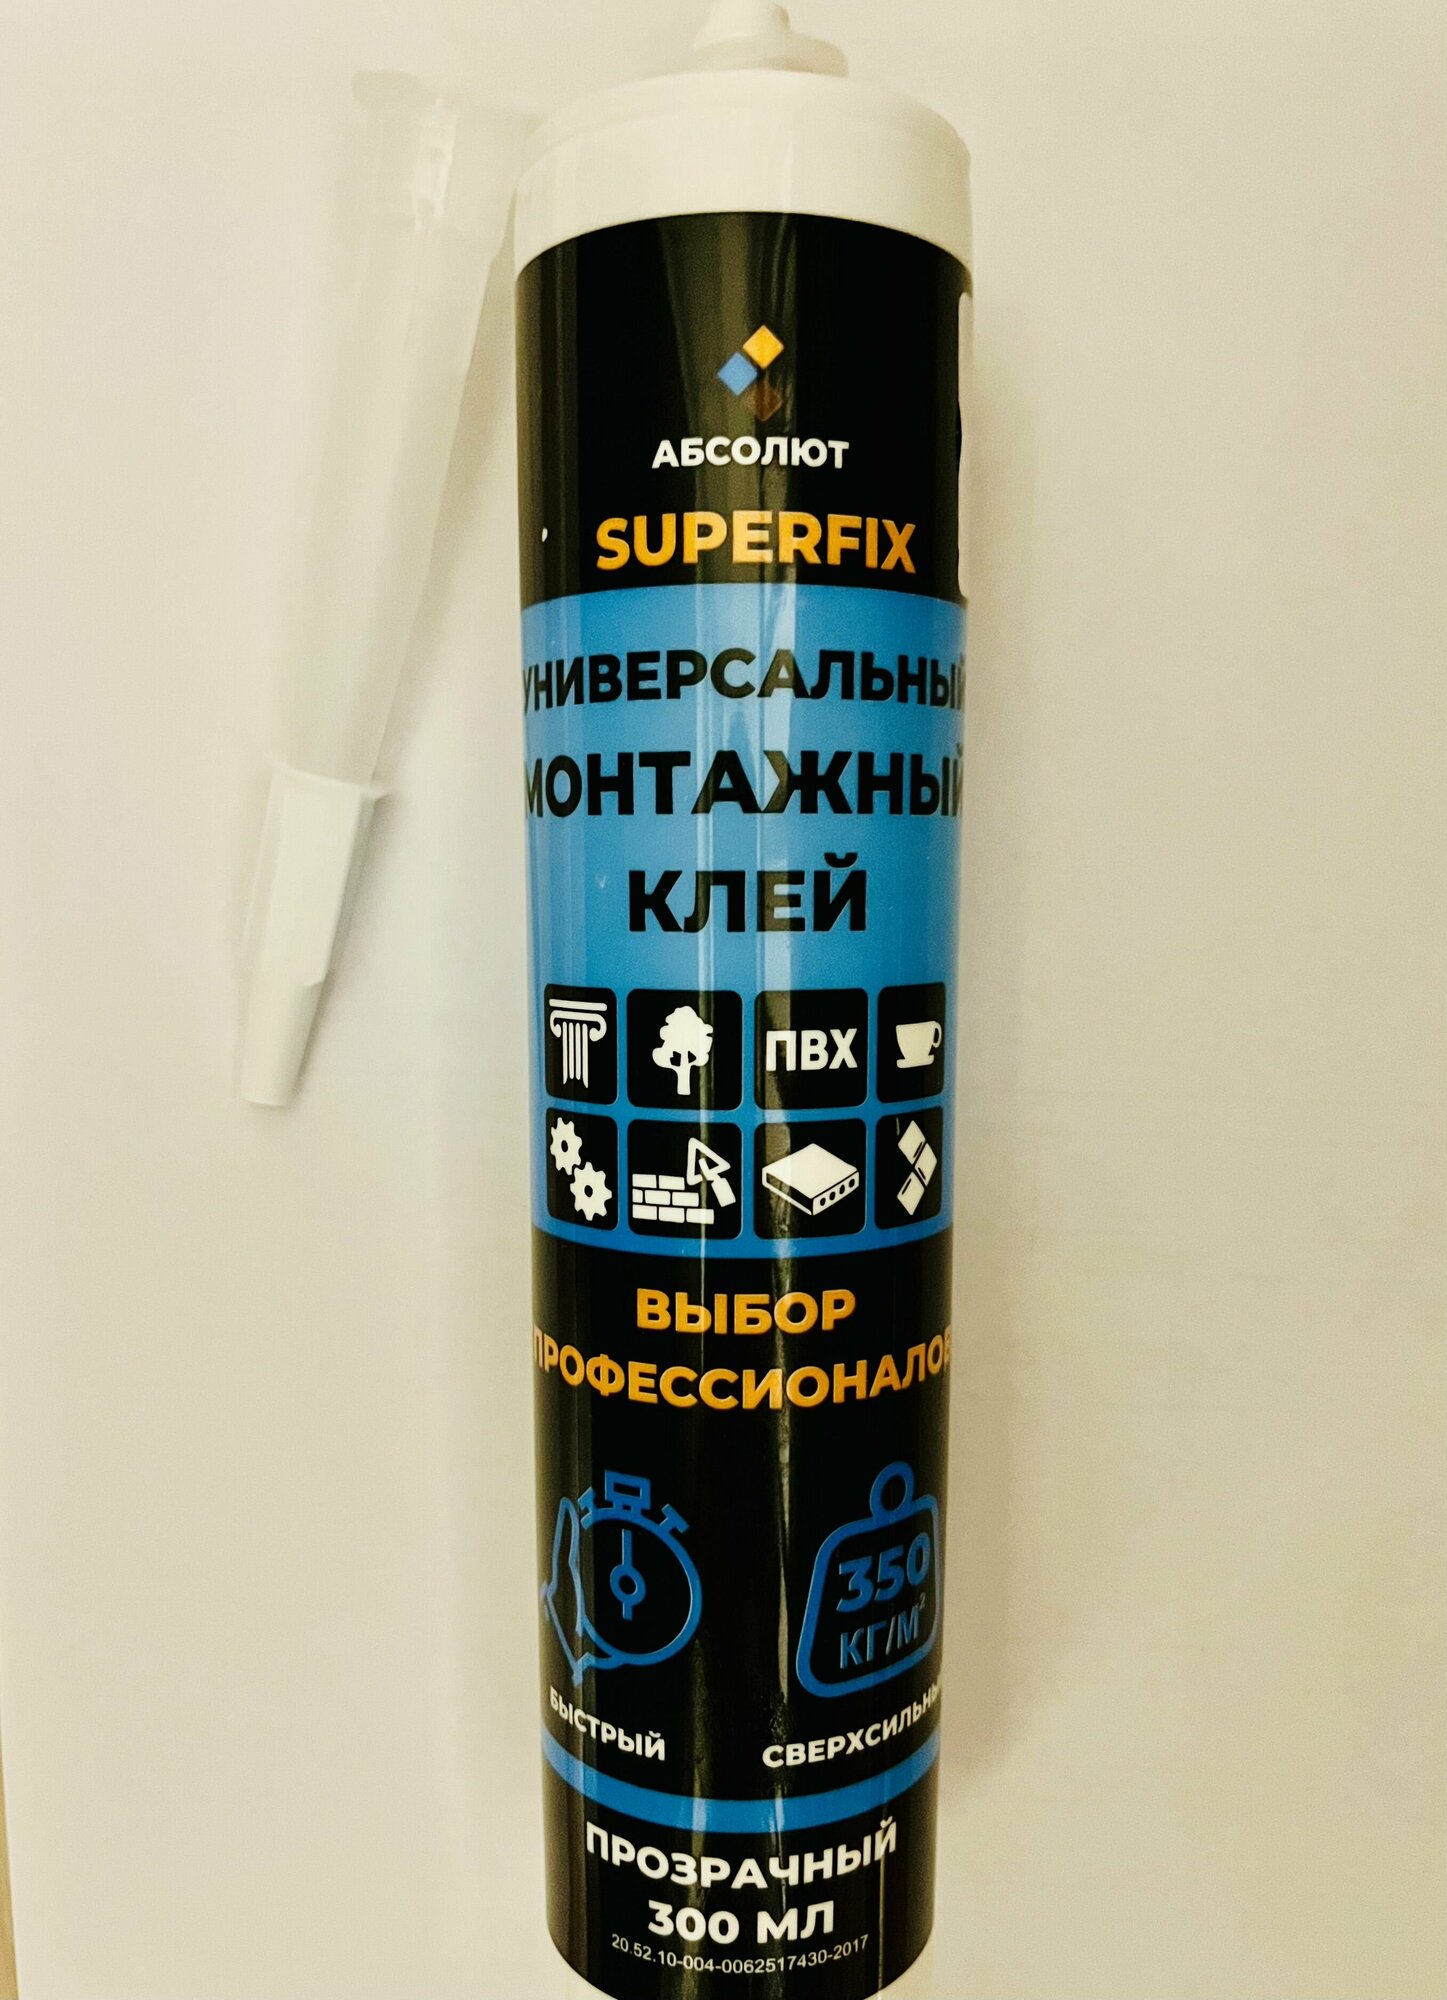 АБСОЛЮТ
SUPERFIX
УНИВЕРСАЛЬНЫЙ
МОНТАЖНЫЙ
КЛЕЙ
ПВХ
ВЫБОР
ПРОФЕССИОНАЛОВ
350
КГ/М²
БЫСТРЫЙ
СВЕРХСИЛЬНЫЙ
ПРОЗРАЧНЫЙ
300 МЛ
20.52.10-004-0062517430-2017